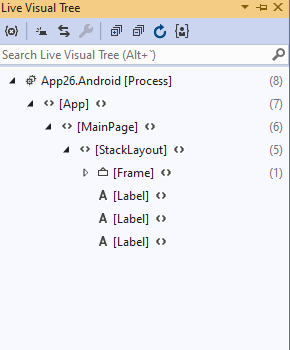 Live Visual Tree
Search Live Visual Tree (Alt+`)
App26.Android [Process] (8)
[App] (7)
[MainPage] (6)
[StackLayout] (5)
[Frame] (1)
A [Label]
A [Label]
A [Label]